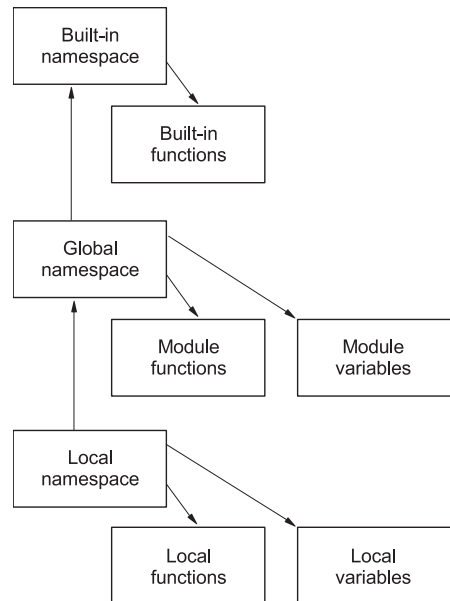 Built-in
namespace
Built-in
functions
Global
namespace
Module
functions
Module
variables
Local
namespace
Local
functions
Local
variables